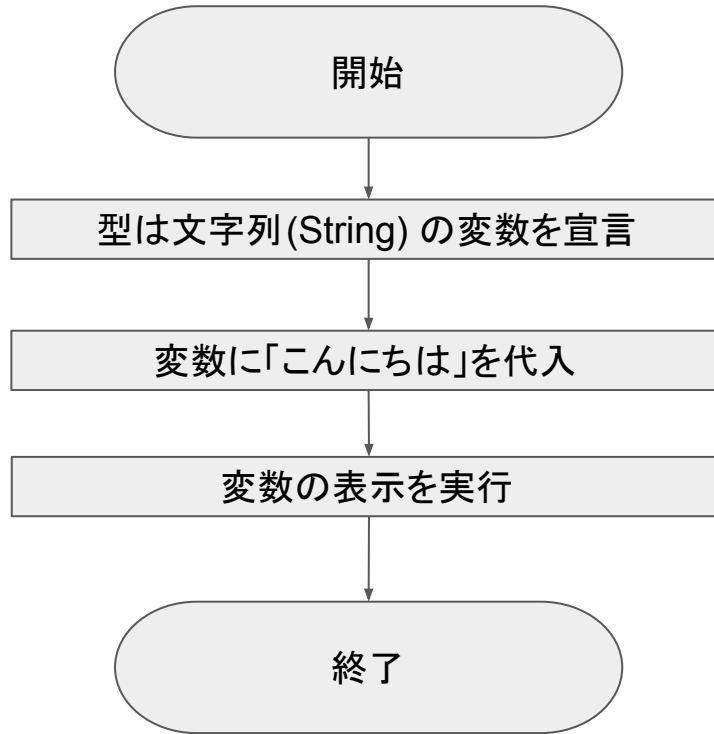 開始
型は文字列(String) の変数を宣言
変数に「こんにちは」を代入
変数の表示を実行
終了